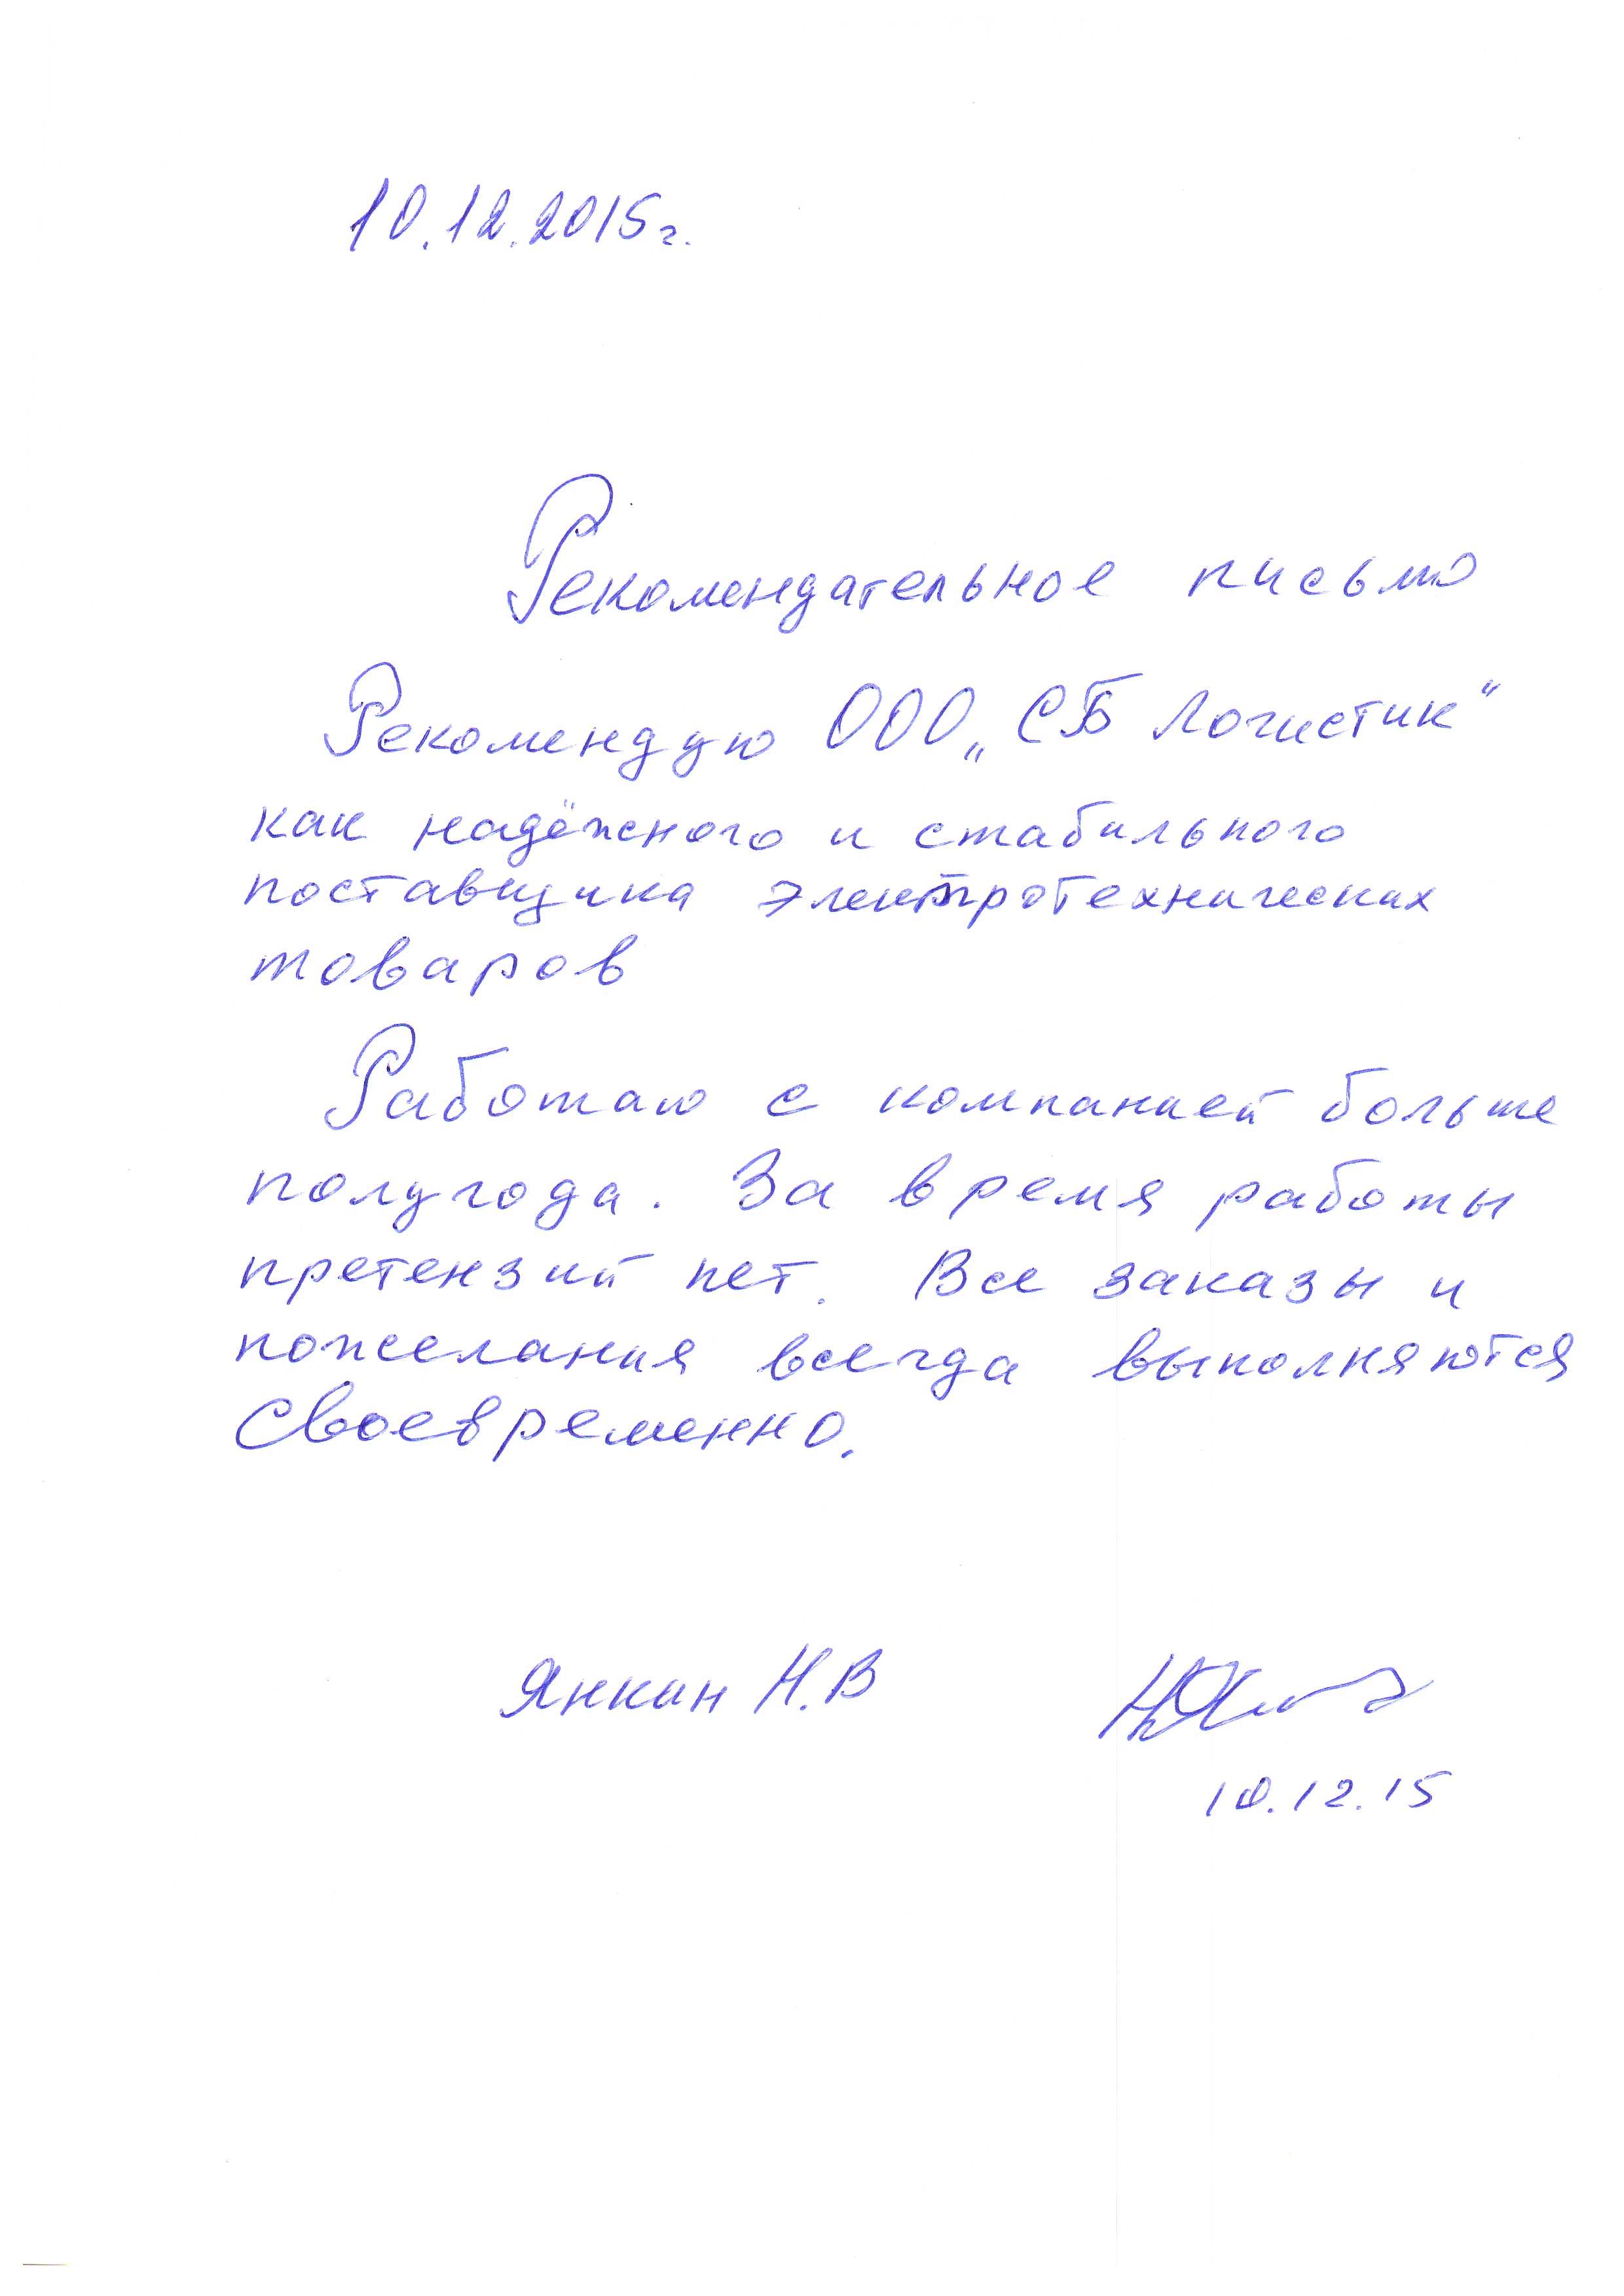 10.12.2015г.
Рекомендательное письмо
Рекомендую ООО „СБ Логистик“
как надёжного и стабильного
поставщика электротехнических
товаров
Работаю с компанией больше
полугода. За время работы
претензий нет. Все заказы и
пожелания всегда выполняются
своевременно.
Янкин Н.В
10.12.15